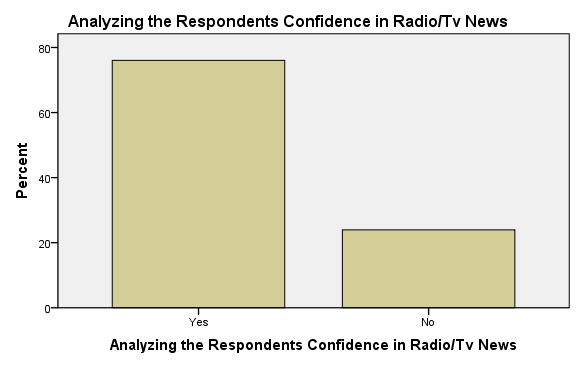 Analyzing the Respondents Confidence in Radio/Tv News
80
60
40
20
0
Percent
Yes
No
Analyzing the Respondents Confidence in Radio/Tv News